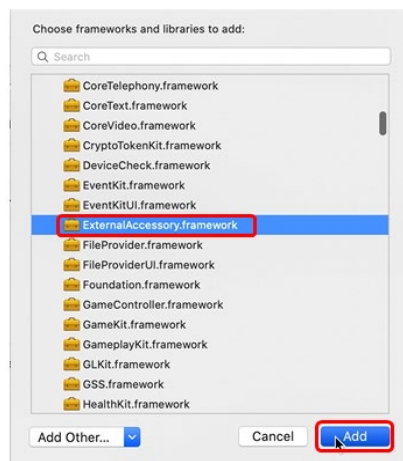 Choose frameworks and libraries to add:
Search
CoreTelephony.framework
CoreText.framework
CoreVideo.framework
CryptoTokenKit.framework
DeviceCheck.framework
EventKit.framework
EventKitUI.framework
ExternalAccessory.framework
FileProvider.framework
FileProviderUI.framework
Foundation.framework
GameController.framework
GameKit.framework
GameplayKit.framework
GLKit.framework
GSS.framework
HealthKit.framework
Add Other... Cancel Add